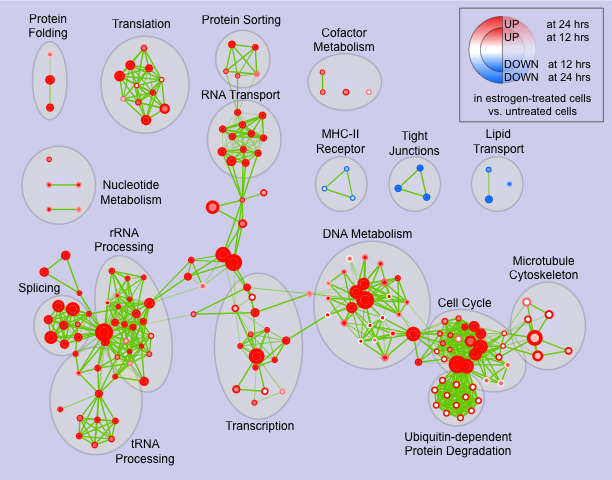 Protein
Folding
Translation
Protein Sorting
Cofactor
Metabolism
UP at 24 hrs
UP at 12 hrs
DOWN at 12 hrs
DOWN at 24 hrs
in estrogen-treated cells
vs. untreated cells
RNA Transport
MHC-II
Receptor
Tight
Junctions
Lipid
Transport
Nucleotide
Metabolism
rRNA
Processing
DNA Metabolism
Microtubule
Cytoskeleton
Splicing
Cell Cycle
Transcription
tRNA
Processing
Ubiquitin-dependent
Protein Degradation